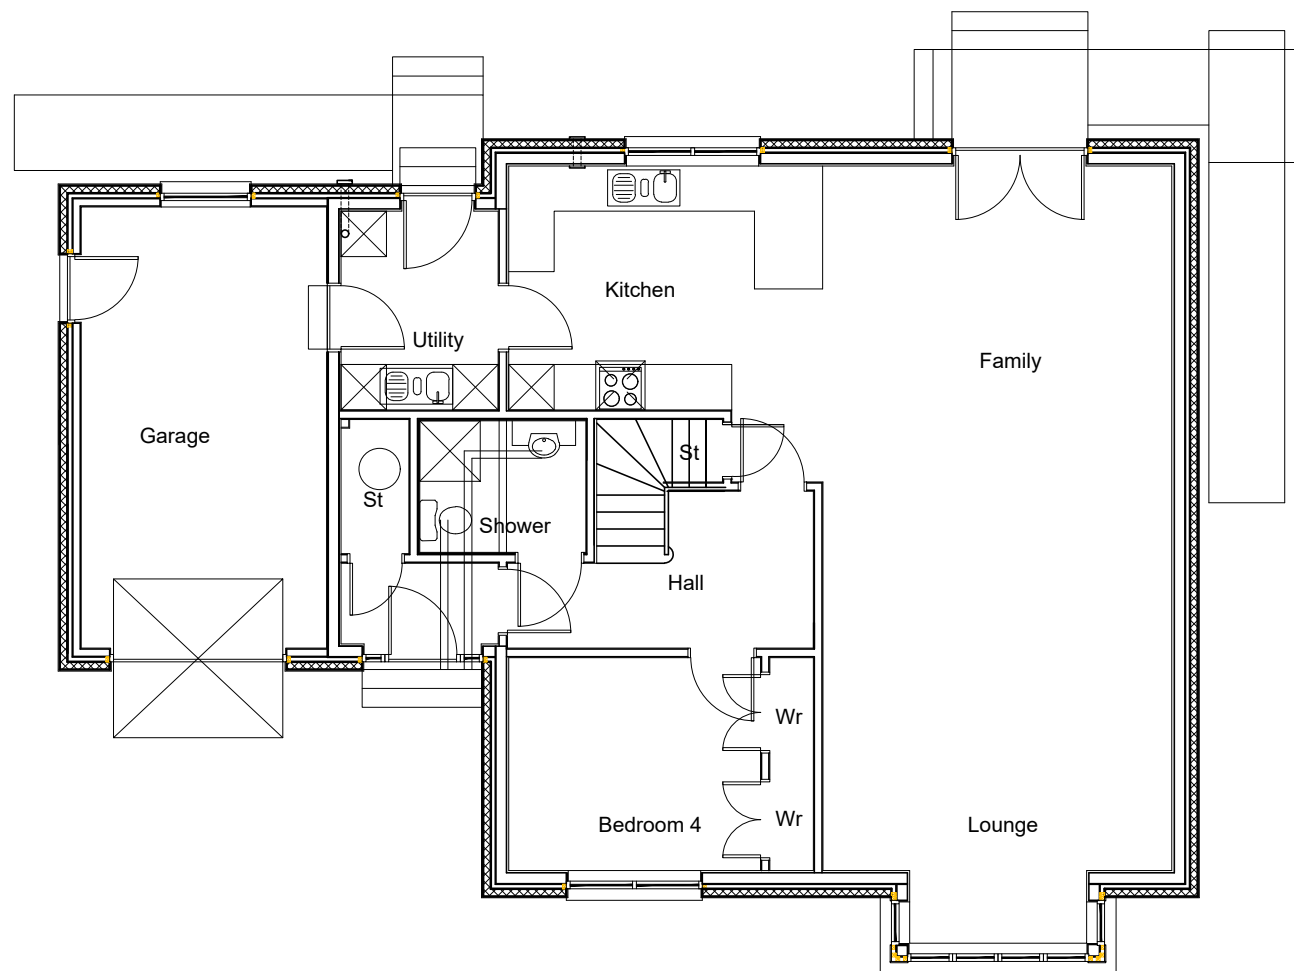 Kitchen
Utility
Family
Garage
St
St
Shower
Hall
Wr
Wr
Bedroom 4
Lounge